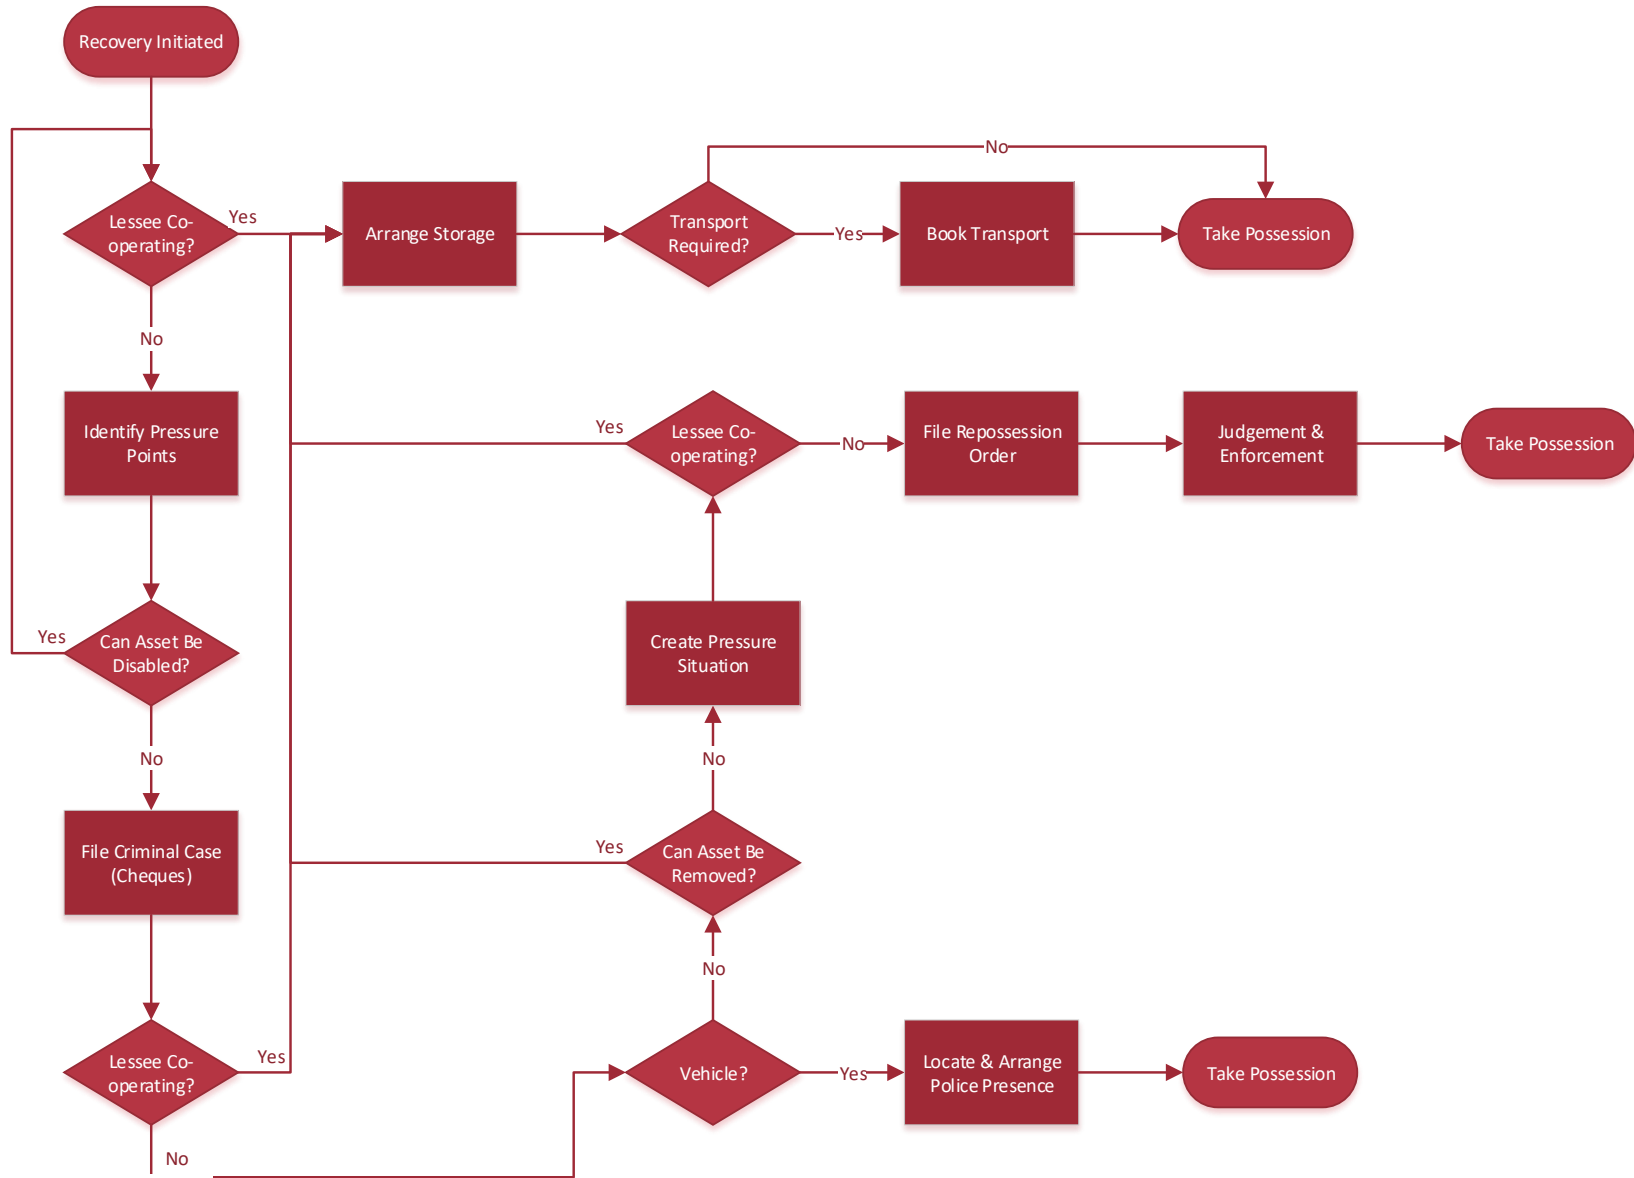 Recovery Initiated
No
Lessee Co-
operating?
Yes
Arrange Storage
Transport
Required?
Yes
Book Transport
Take Possession
No
Identify Pressure
Points
Yes
Lessee Co-
operating?
No
File Repossession
Order
Judgement &
Enforcement
Take Possession
Yes
Can Asset Be
Disabled?
Create Pressure
Situation
No
No
File Criminal Case
(Cheques)
Yes
Can Asset Be
Removed?
No
Lessee Co-
operating?
Yes
Vehicle?
Yes
Locate & Arrange
Police Presence
Take Possession
No